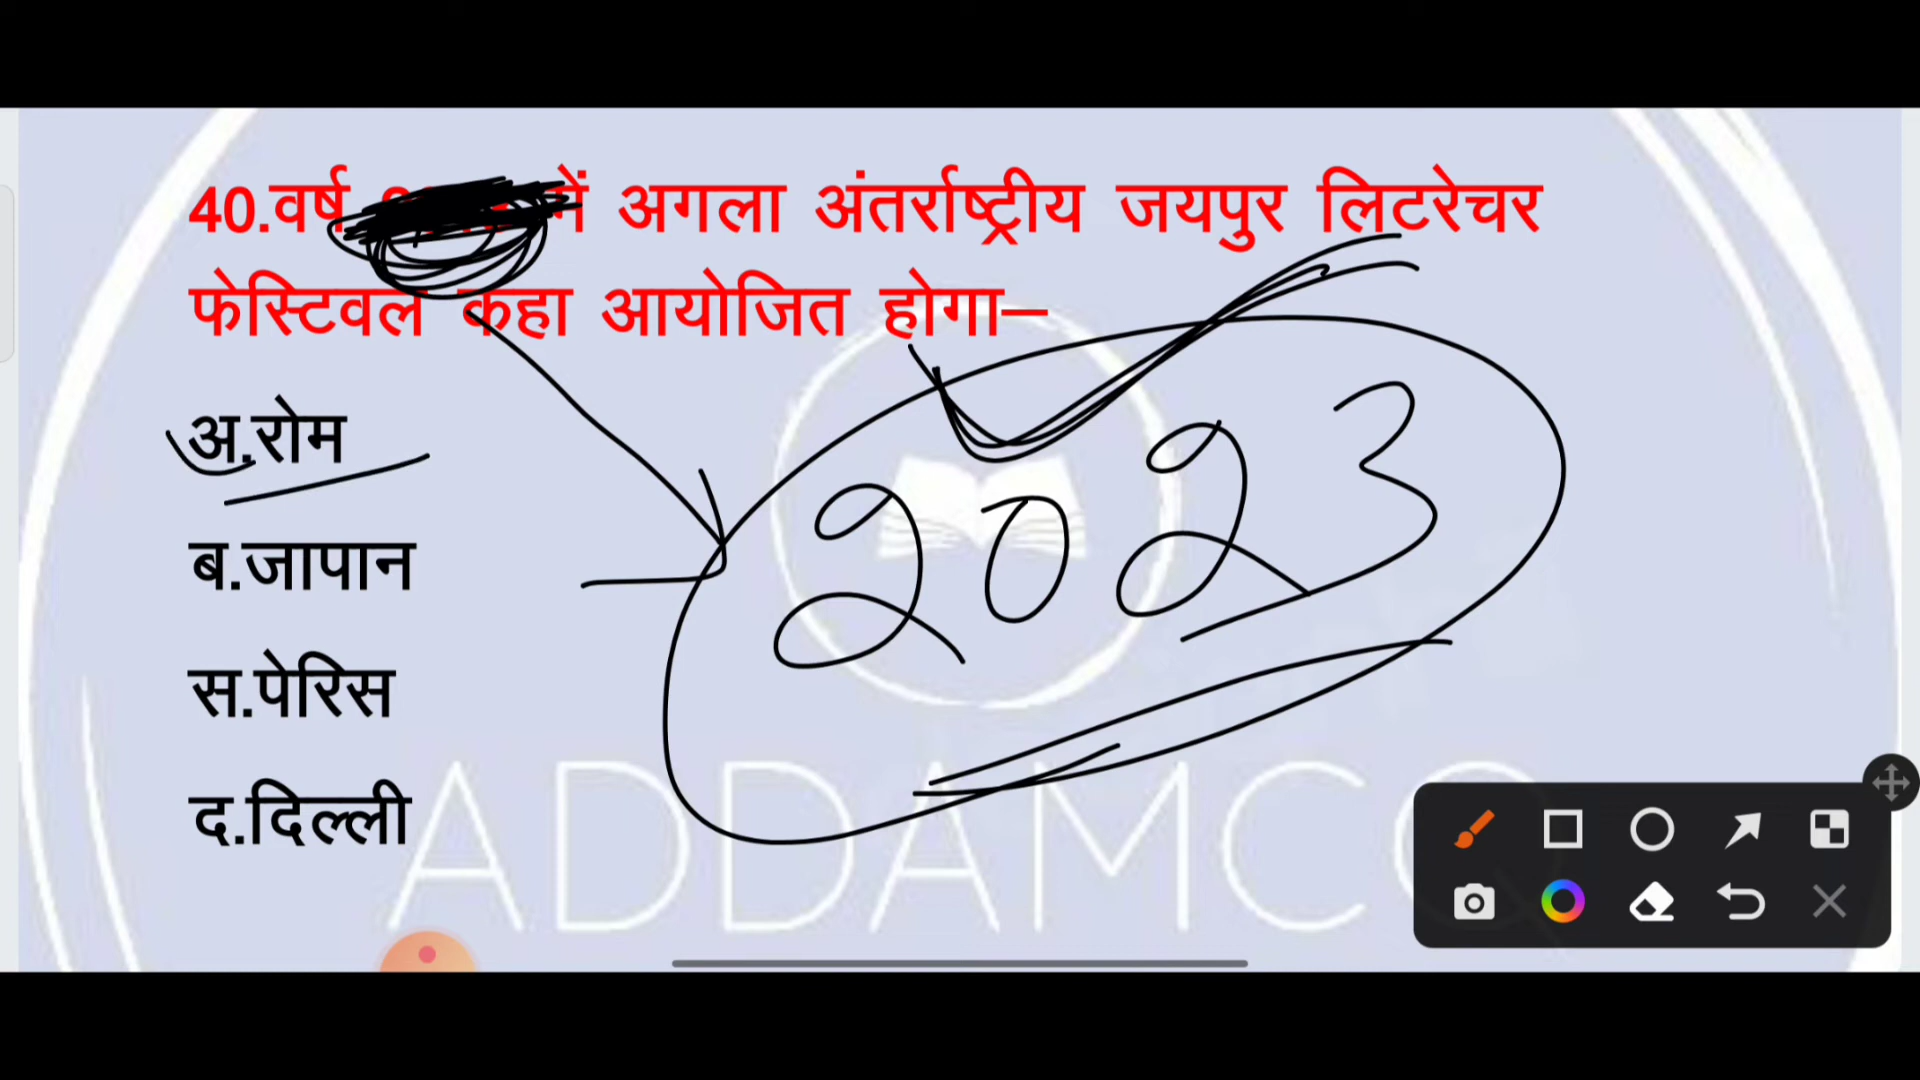 40.वर्ष में अगला अंतर्राष्ट्रीय जयपुर लिटरेचर
फेस्टिवल कहा आयोजित होगा–
अ.रोम
2023
ब.जापान
स.पेरिस
द.दिल्ली
ADDAMCO